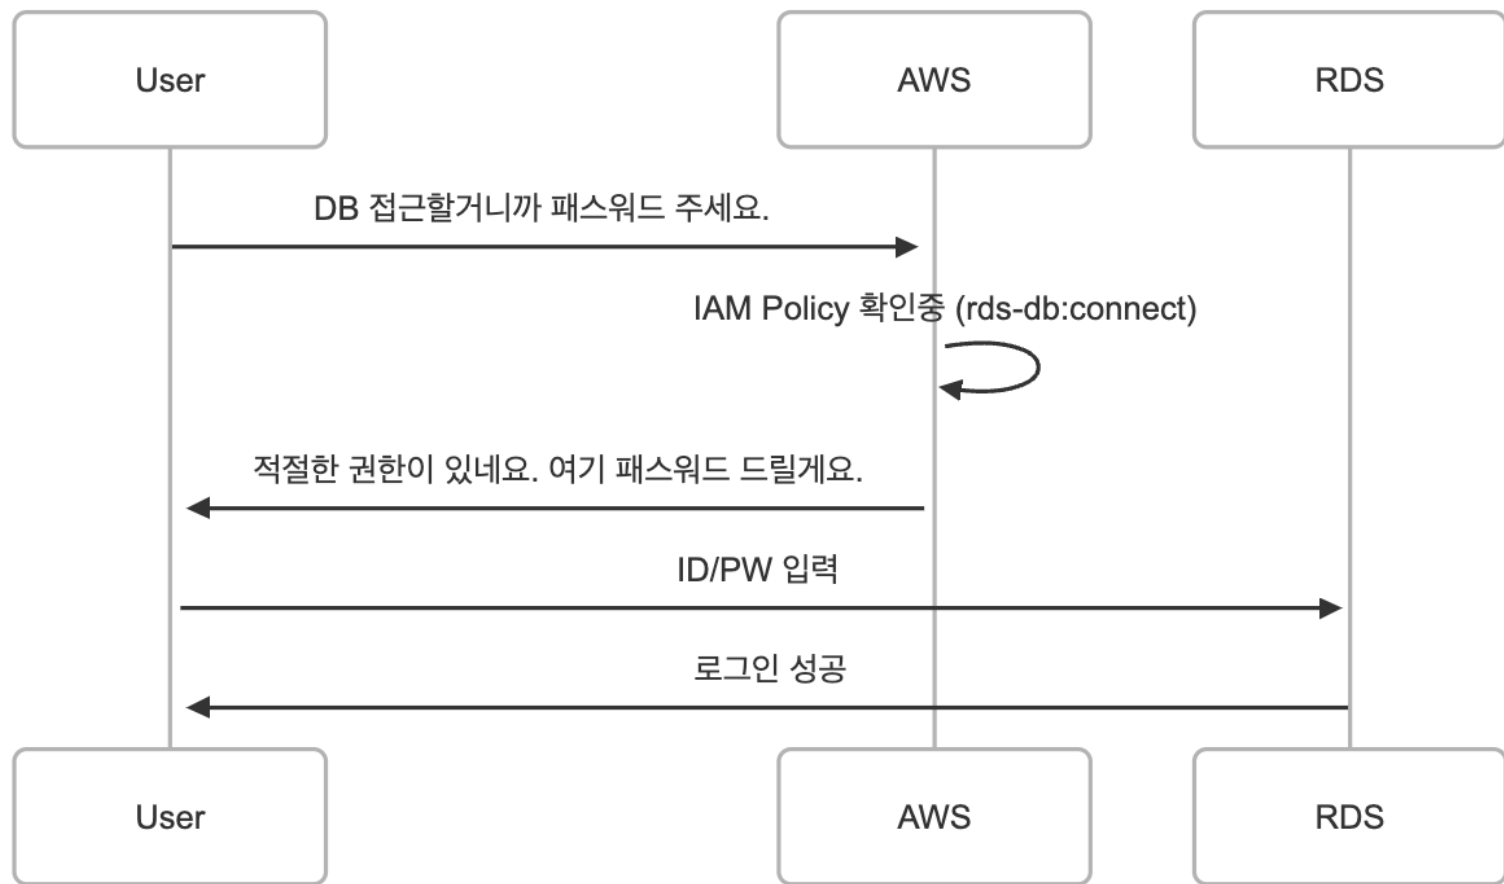 User
AWS
RDS
DB 접근할거니까 패스워드 주세요.
IAM Policy 확인중 (rds-db:connect)
적절한 권한이 있네요. 여기 패스워드 드릴게요.
ID/PW 입력
로그인 성공
User
AWS
RDS